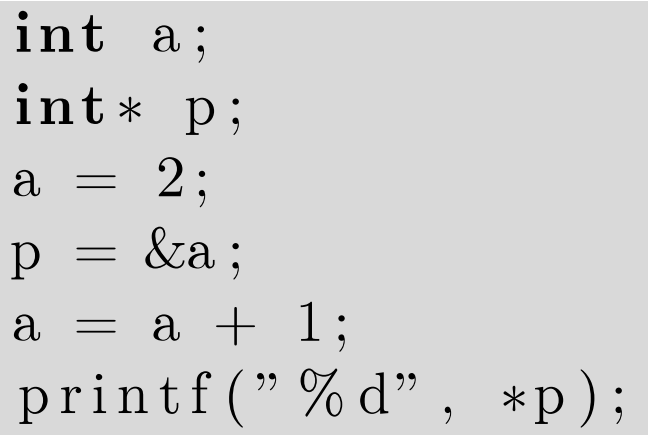 int a;
int* p;
a = 2;
p = &a;
a = a + 1;
printf(”%d”, *p);